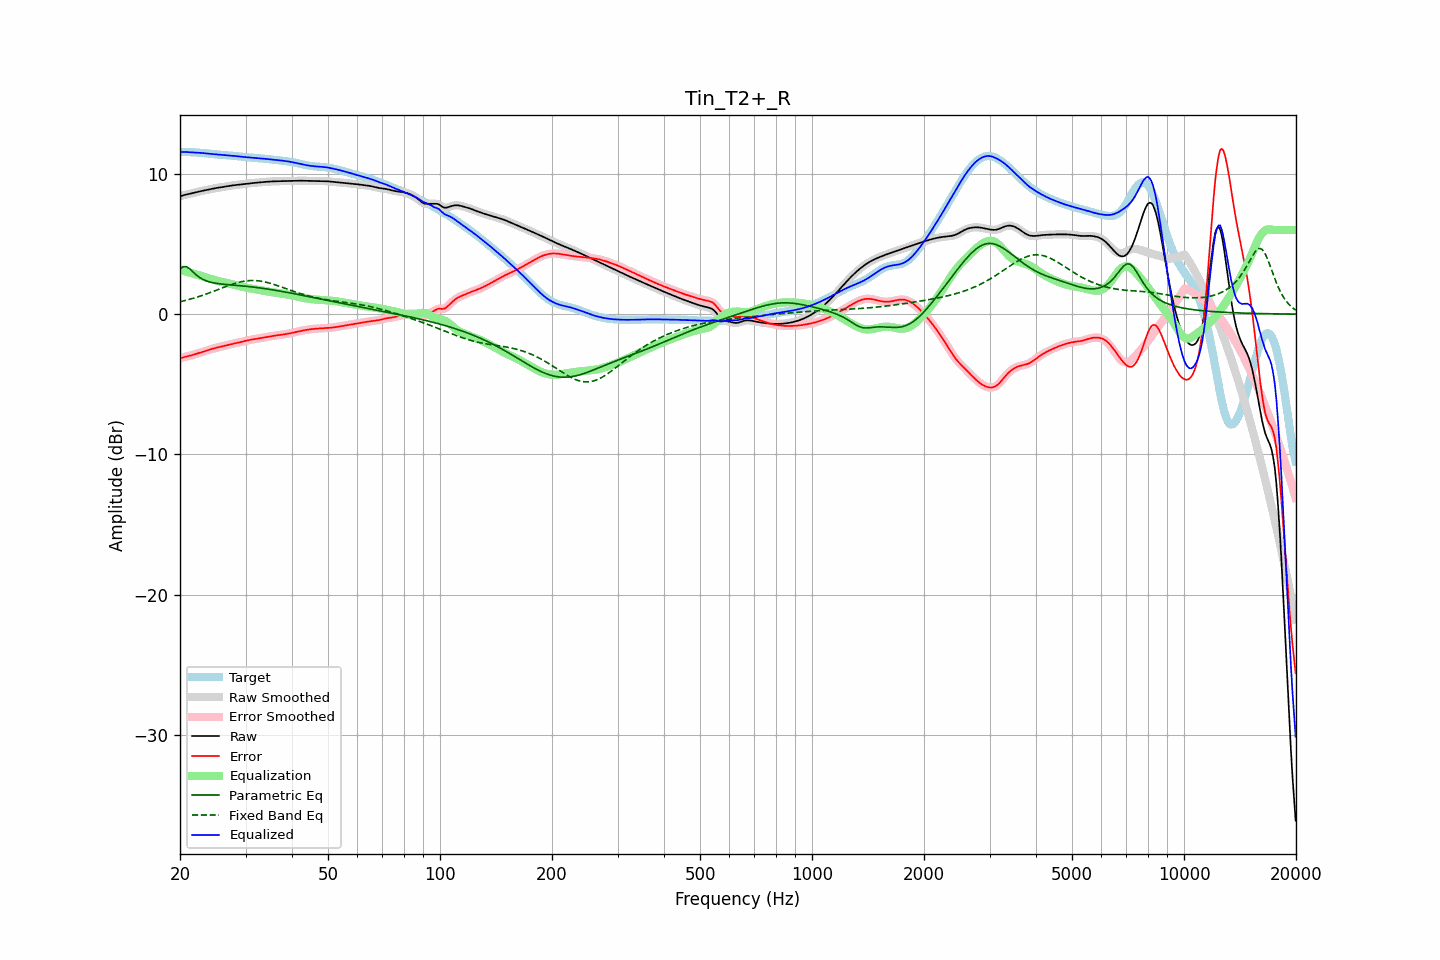 Tin_T2+_R
Amplitude (dBr)
10
0
−10
−20
−30
Target
Raw Smoothed
Error Smoothed
Raw
Error
Equalization
Parametric Eq
Fixed Band Eq
Equalized
20 50 100 200 500 1000 2000 5000 10000 20000
Frequency (Hz)